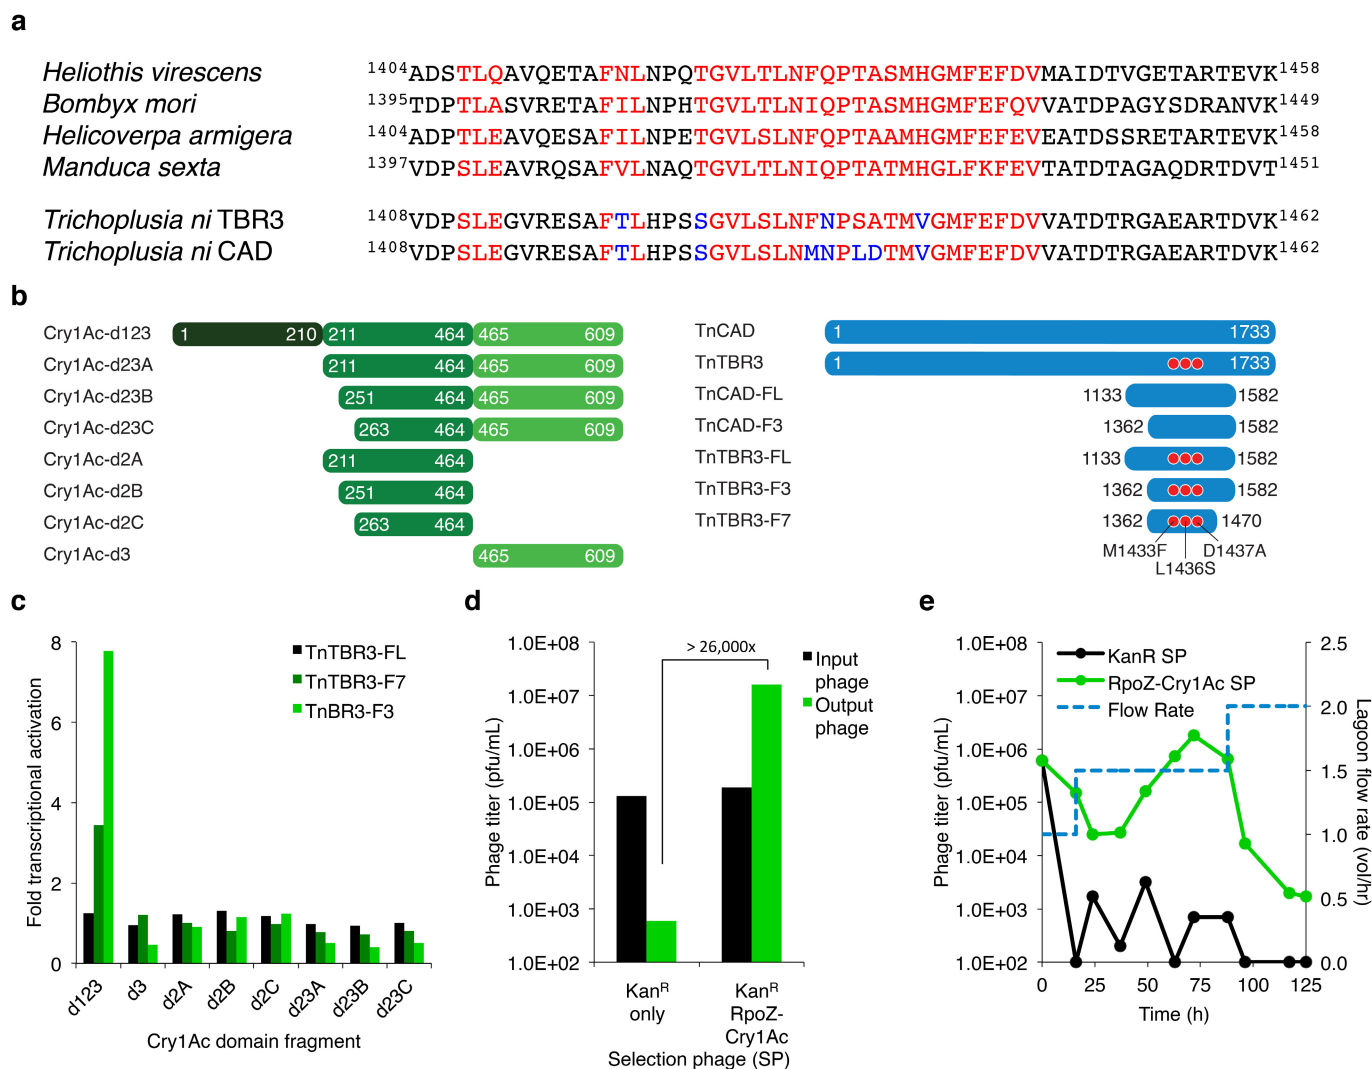 a
Heliothis virescens 1404ADSTLQAVQETAFNLNPQTGVLTLNFQPTASMHGMFEFDVMAIDTVGETARTEVK1458
Bombyx mori 1395TDPTLASVRETAFILNPHTGVLTLNIQPTASMHGMFEFQVVATDPAGYSDRANVK1449
Helicoverpa armigera 1404ADPTLEAVQESAFILNPETGVLSLNFQPTAAMHGMFEFEVEATDSSRETARTEVK1458
Manduca sexta 1397VDPSLEAVRQSAFVLNAQTGVLTLNIQPTATMHGLFKFEVTATDTAGAQDRTDVT1451
Trichoplusia ni TBR3 1408VDPSLEGVRESAFTLHPSSGVLSLNFNPSATMVGMFEFDVVATDTRGAEARTDVK1462
Trichoplusia ni CAD 1408VDPSLEGVRESAFTLHPSSGVLSLNMNPLDTMVGMFEFDVVATDTRGAEARTDVK1462
b
Cry1Ac-d123 1 210 211 464 465 609
Cry1Ac-d23A 211 464 465 609
Cry1Ac-d23B 251 464 465 609
Cry1Ac-d23C 263 464 465 609
Cry1Ac-d2A 211 464
Cry1Ac-d2B 251 464
Cry1Ac-d2C 263 464
Cry1Ac-d3 465 609
TnCAD 1 1733
TnTBR3 1 1733
TnCAD-FL 1133 1582
TnCAD-F3 1362 1582
TnTBR3-FL 1133 1582
TnTBR3-F3 1362 1582
TnTBR3-F7 1362 1470
M1433F D1437A
L1436S
c
Fold transcriptional activation
8
6
4
2
0
TnTBR3-FL
TnTBR3-F7
TnBR3-F3
d123 d3 d2A d2B d2C d23A d23B d23C
Cry1Ac domain fragment
d
Phage titer (pfu/mL)
1.0E+08
1.0E+07
1.0E+06
1.0E+05
1.0E+04
1.0E+03
1.0E+02
> 26,000x
Input
phage
Output
phage
KanR KanR
only RpoZ-
Cry1Ac
Selection phage (SP)
e
Phage titer (pfu/mL)
1.0E+08
1.0E+07
1.0E+06
1.0E+05
1.0E+04
1.0E+03
1.0E+02
KanR SP
RpoZ-Cry1Ac SP
Flow Rate
2.5
2.0
1.5
1.0
0.5
0.0
Lagoon flow rate (vol/hr)
0 25 50 75 100 125
Time (h)